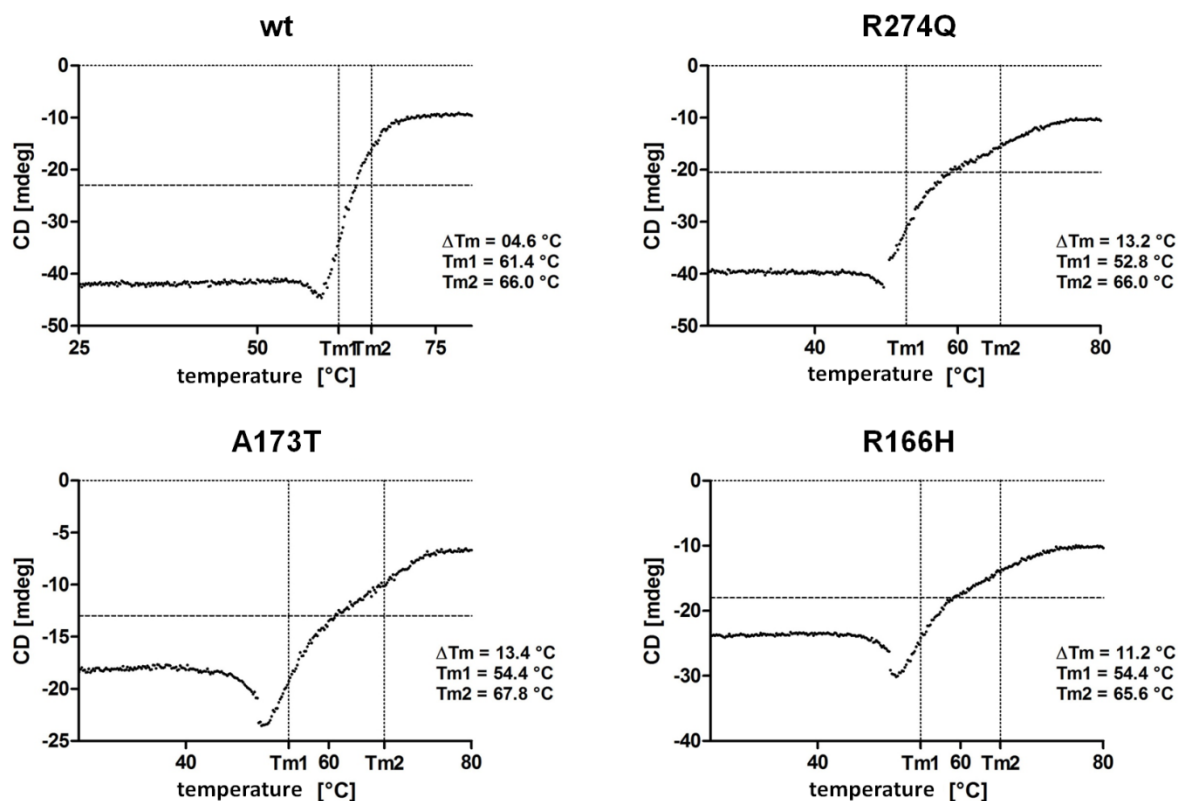 wt
0
-10
-20
-30
-40
-50
CD [mdeg]
ΔTm = 04.6 °C
Tm1 = 61.4 °C
Tm2 = 66.0 °C
25
50
Tm1
Tm2
75
temperature [°C]
R274Q
0
-10
-20
-30
-40
-50
CD [mdeg]
ΔTm = 13.2 °C
Tm1 = 52.8 °C
Tm2 = 66.0 °C
40
Tm1
60
Tm2
80
temperature [°C]
A173T
0
-5
-10
-15
-20
-25
CD [mdeg]
ΔTm = 13.4 °C
Tm1 = 54.4 °C
Tm2 = 67.8 °C
40
Tm1
60
Tm2
80
temperature [°C]
R166H
0
-10
-20
-30
-40
CD [mdeg]
ΔTm = 11.2 °C
Tm1 = 54.4 °C
Tm2 = 65.6 °C
40
Tm1
60
Tm2
80
temperature [°C]